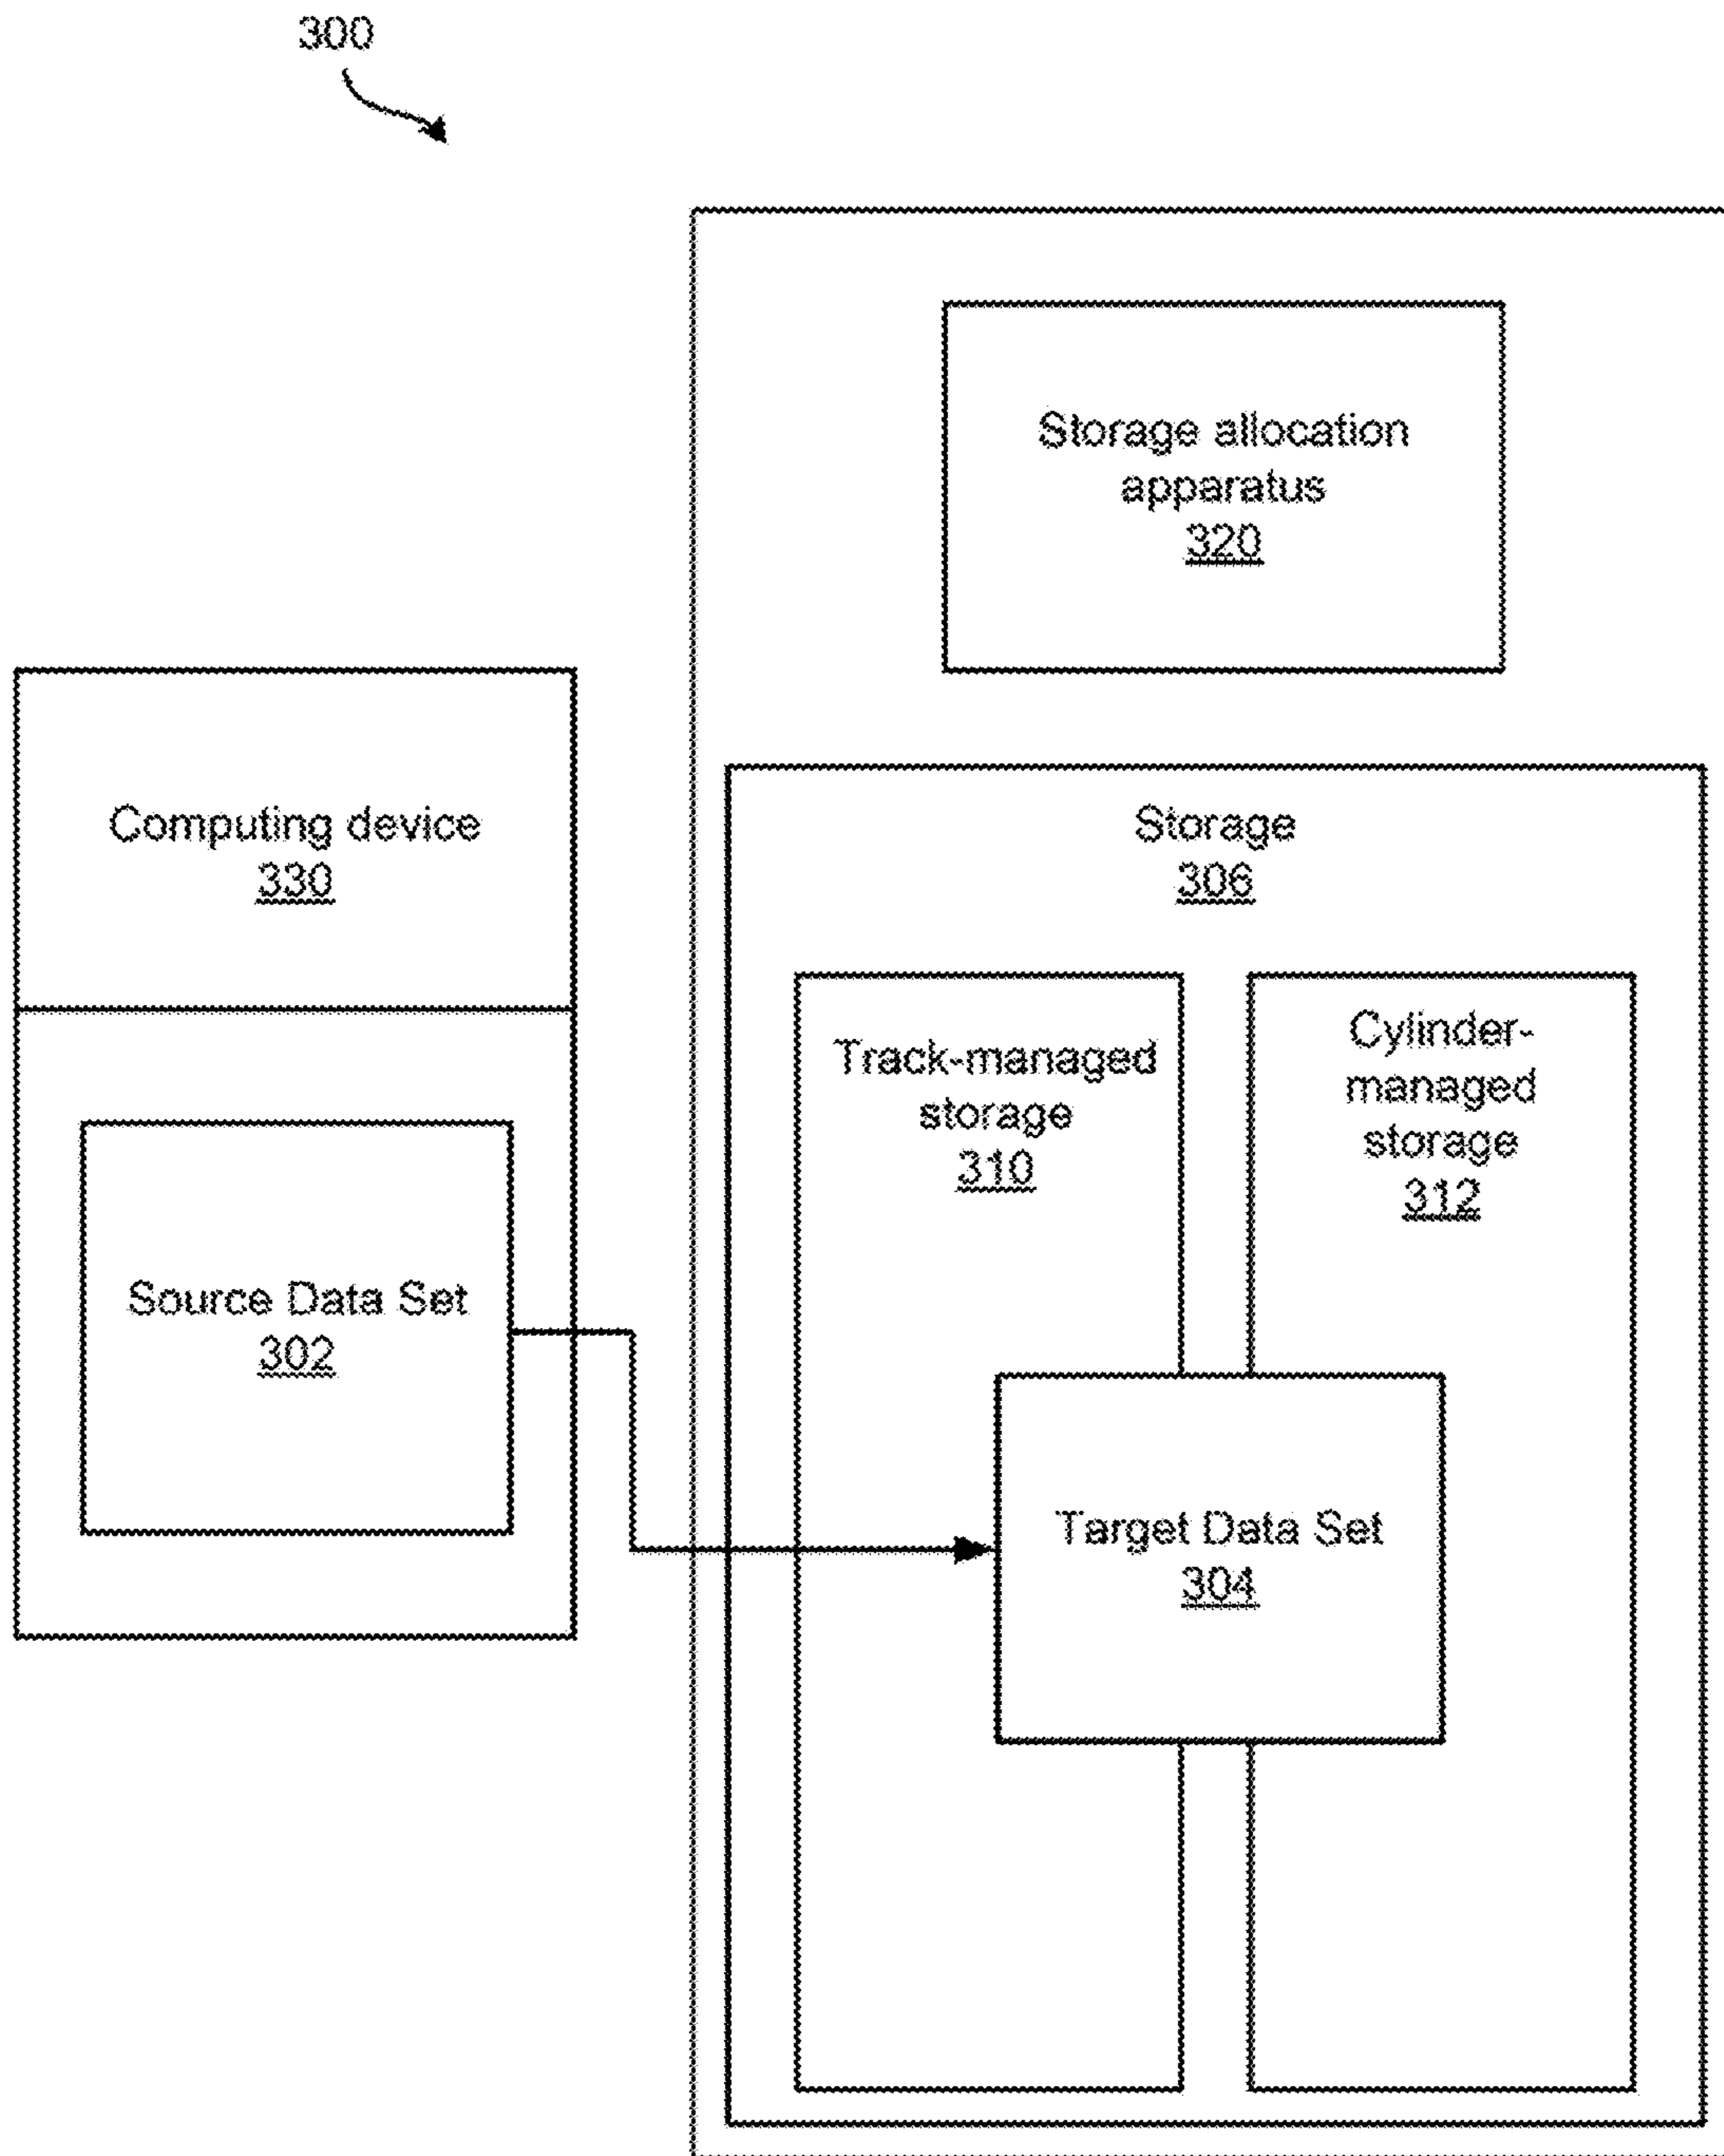 300
Storage allocation
apparatus
320
Computing device
330
Storage
306
Track-managed
storage
310
Cylinder-
managed
storage
312
Source Data Set
302
Target Data Set
304